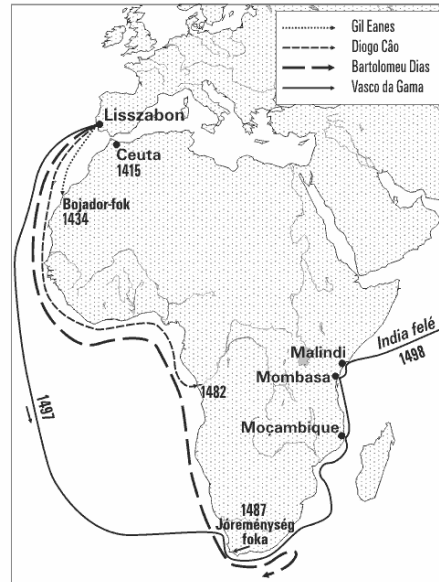 Gil Eanes
Diogo Câo
Bartolomeu Dias
Vasco da Gama
Lisszabon
Ceuta
1415
Bojador-fok
1434
India felé
1498
Malindi
Mombasa
1482
1497
Moçambique
1487
Jóreménység
foka